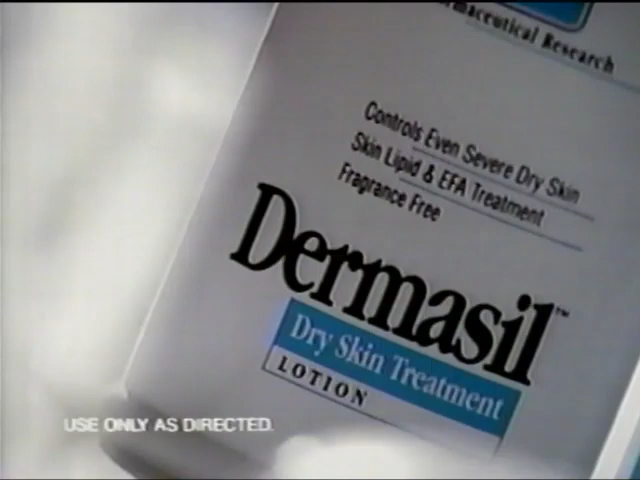 Research
Controls Even Severe Dry Skin
Skin Lipid & EFA Treatment
Fragrance Free
Dermasil™
Dry Skin Treatment
LOTION
USE ONLY AS DIRECTED.